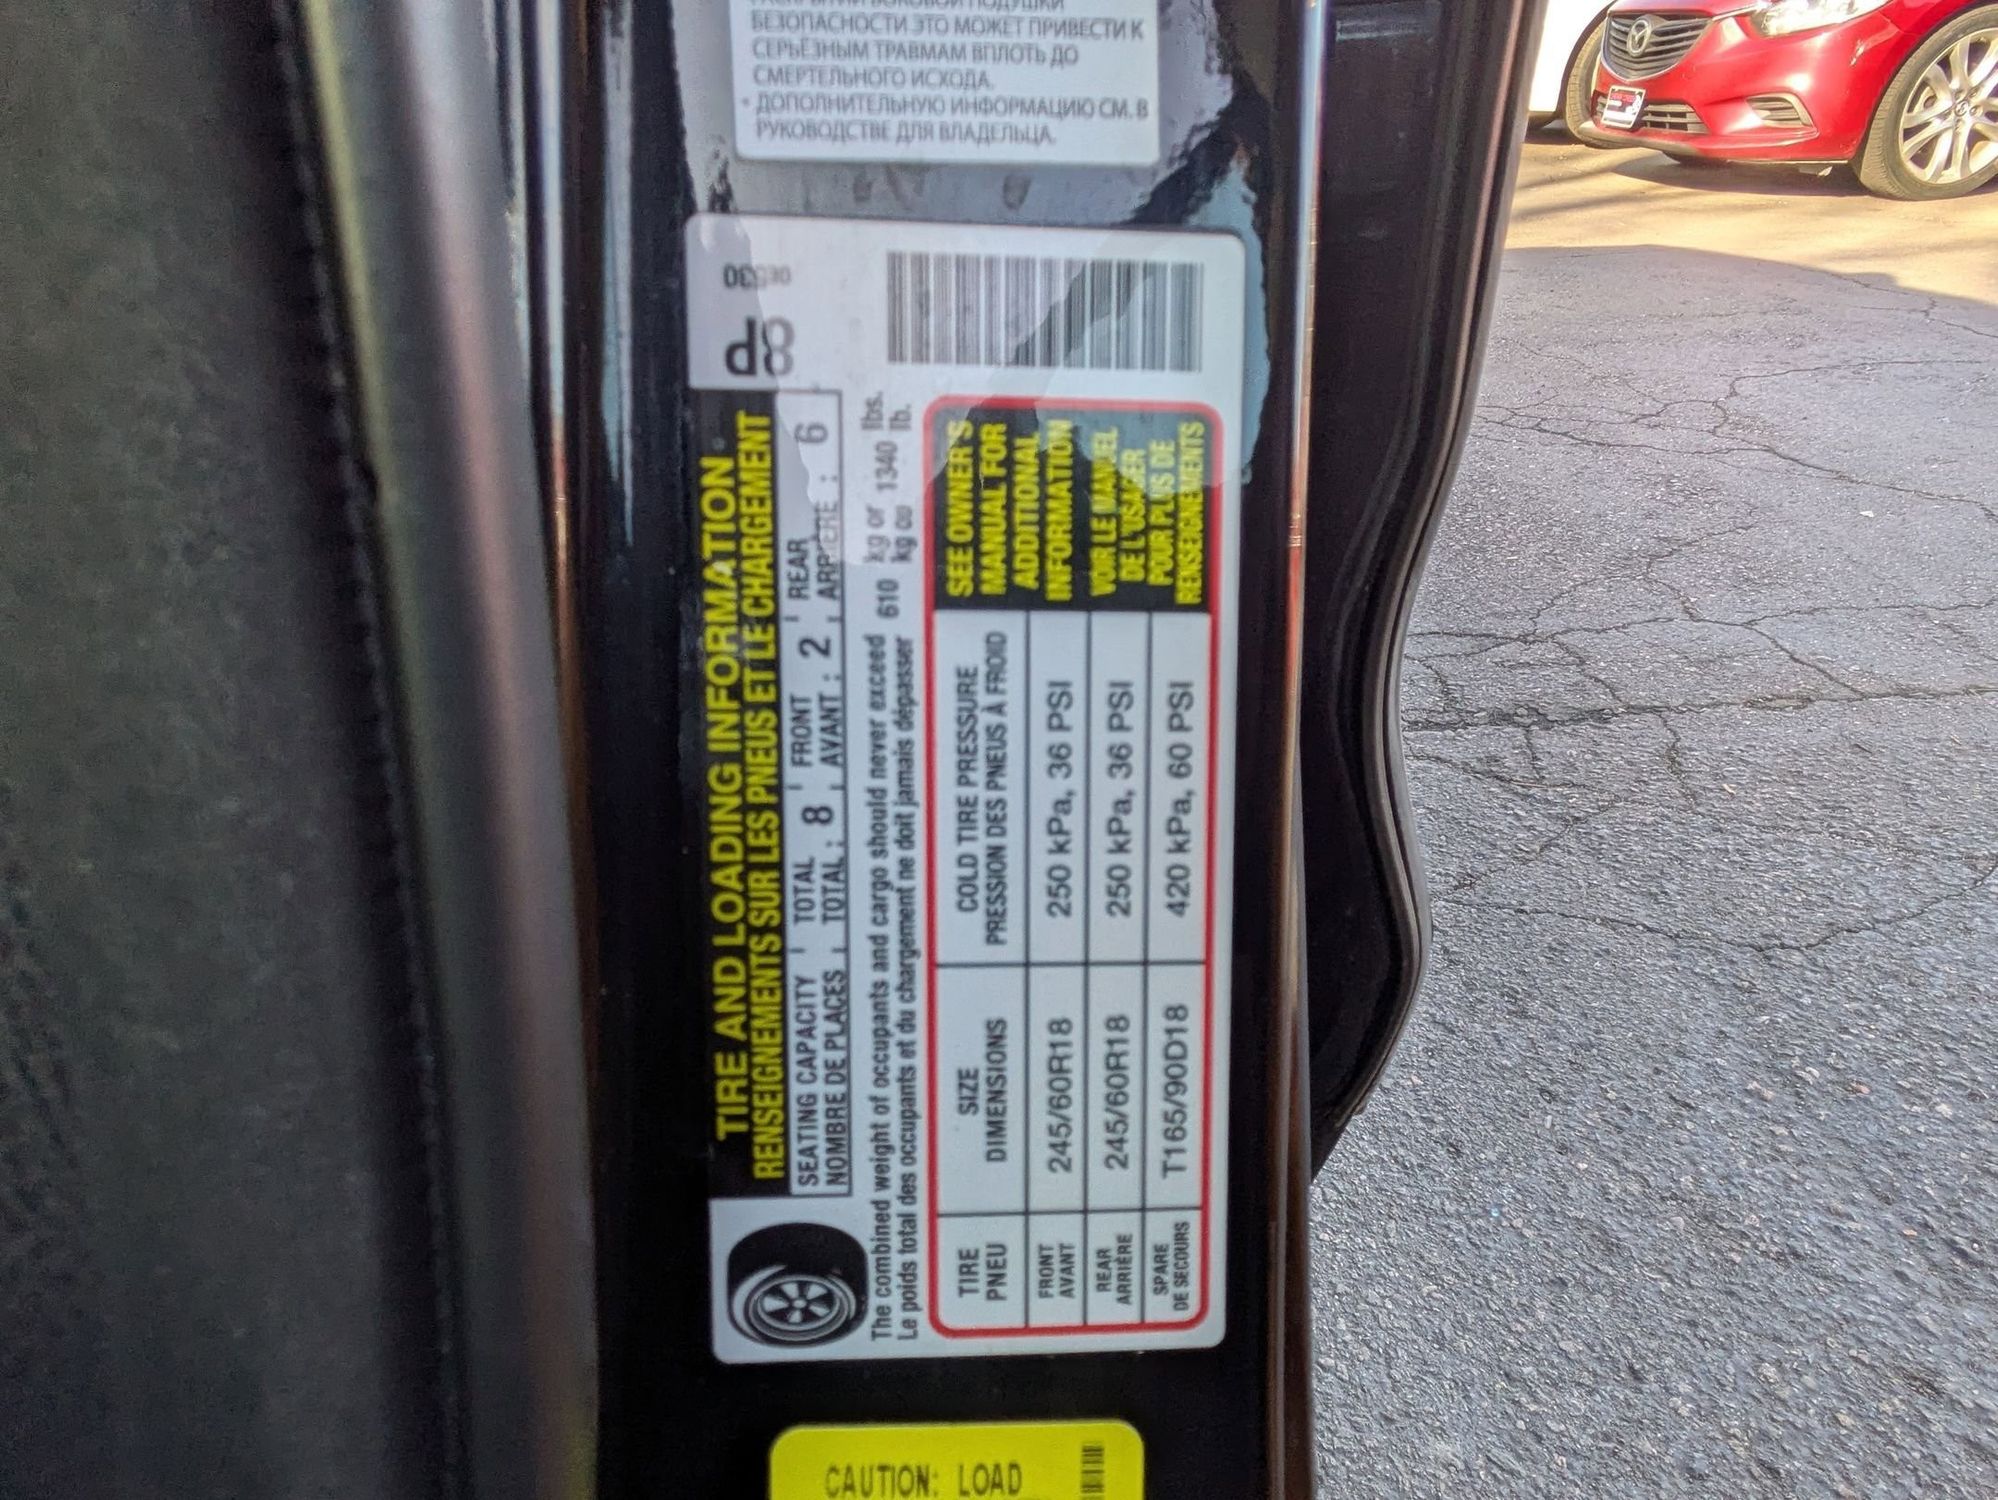 БЕЗОПАСНОСТИ ЭТО МОЖЕТ ПРИВЕСТИ К
СЕРЬЁЗНЫМ ТРАВМАМ ВПЛОТЬ ДО
СМЕРТЕЛЬНОГО ИСХОДА.
• ДОПОЛНИТЕЛЬНУЮ ИНФОРМАЦИЮ СМ. В
РУКОВОДСТВЕ ДЛЯ ВЛАДЕЛЬЦА.
TIRE AND LOADING INFORMATION
RENSEIGNEMENTS SUR LES PNEUS ET LE CHARGEMENT
8P 0E530
SEATING CAPACITY TOTAL 8 FRONT 2 REAR 6
NOMBRE DE PLACES TOTAL: AVANT: ARRIÈRE:
The combined weight of occupants and cargo should never exceed 610 kg or 1340 lbs.
Le poids total des occupants et du chargement ne doit jamais dépasser kg ou lb.
TIRE SIZE COLD TIRE PRESSURE
PNEU DIMENSIONS PRESSION DES PNEUS À FROID
FRONT
AVANT 245/60R18 250 kPa, 36 PSI
REAR
ARRIÈRE 245/60R18 250 kPa, 36 PSI
SPARE
DE SECOURS T165/90D18 420 kPa, 60 PSI
SEE OWNER'S
MANUAL FOR
ADDITIONAL
INFORMATION
VOIR LE MANUEL
DE L'USAGER
POUR PLUS DE
RENSEIGNEMENTS
CAUTION: LOAD